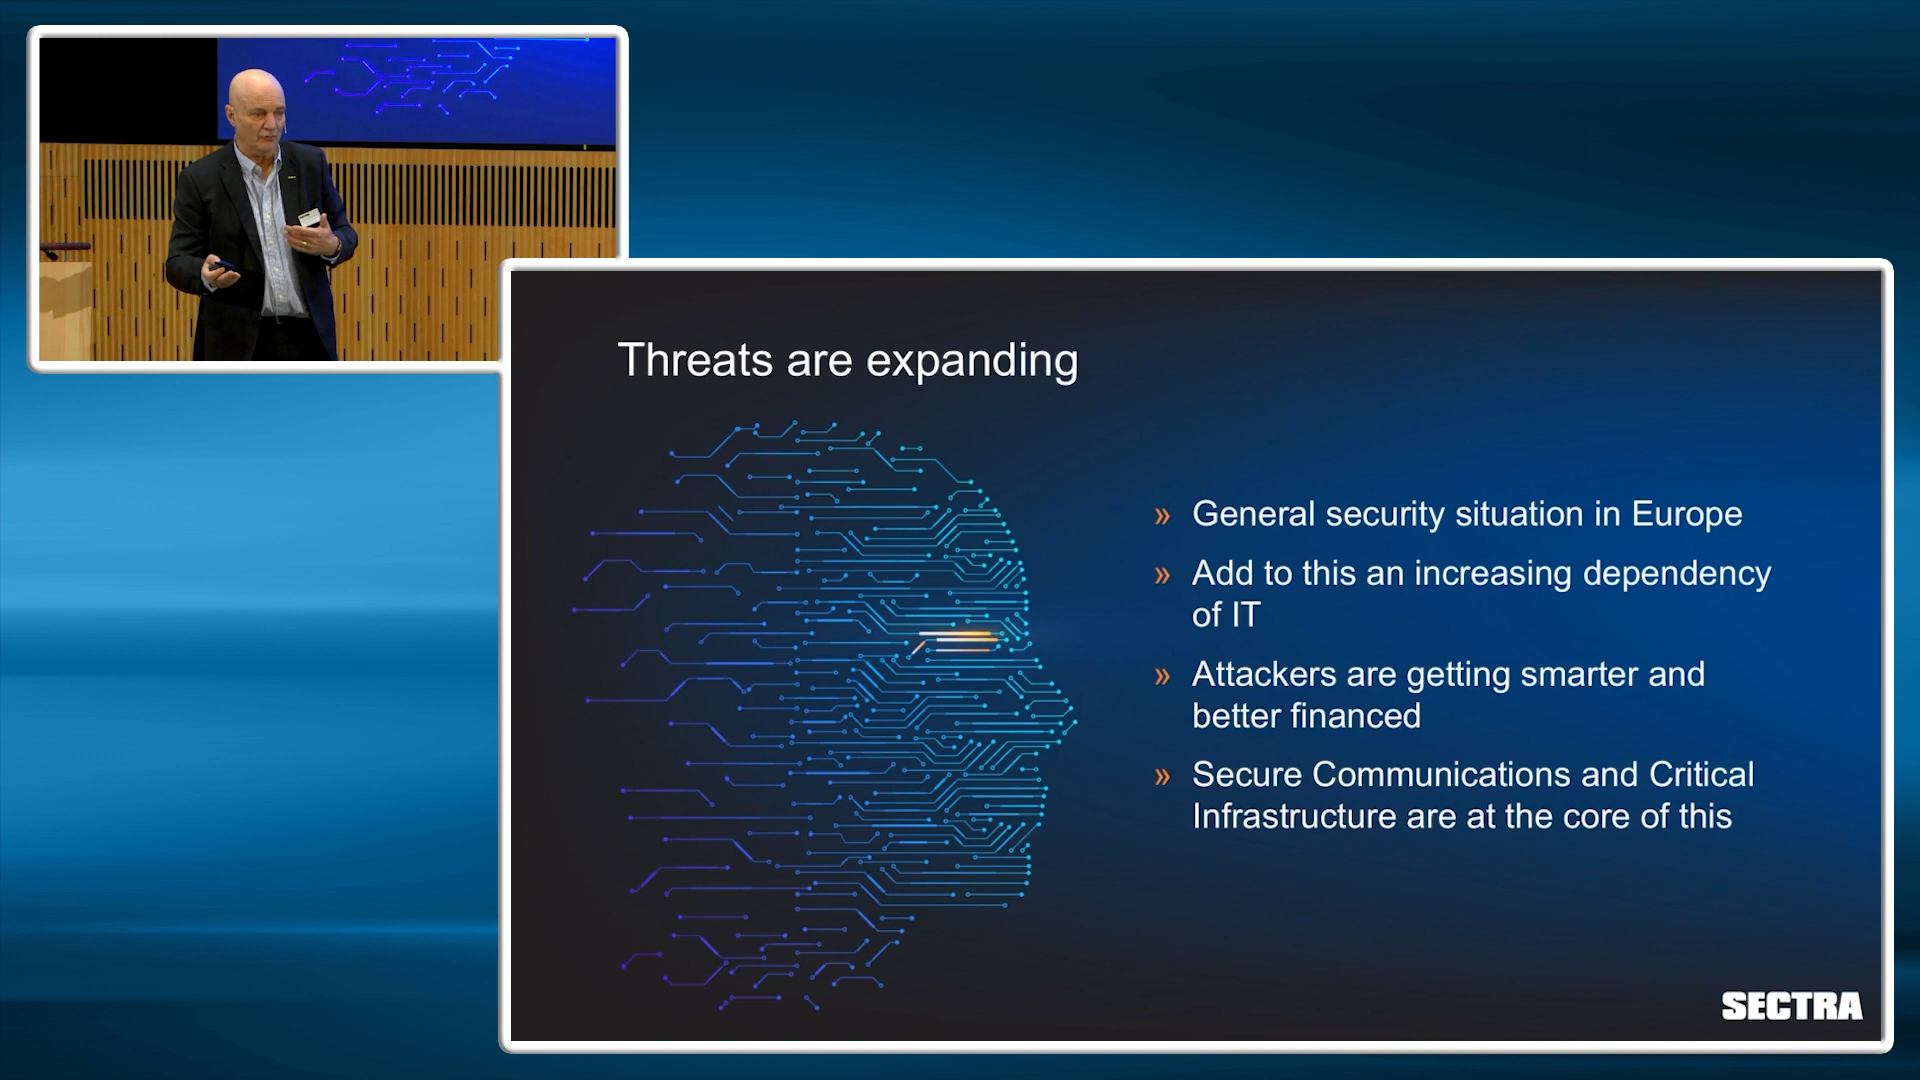 Threats are expanding
» General security situation in Europe
» Add to this an increasing dependency
of IT
» Attackers are getting smarter and
better financed
» Secure Communications and Critical
Infrastructure are at the core of this
SECTRA